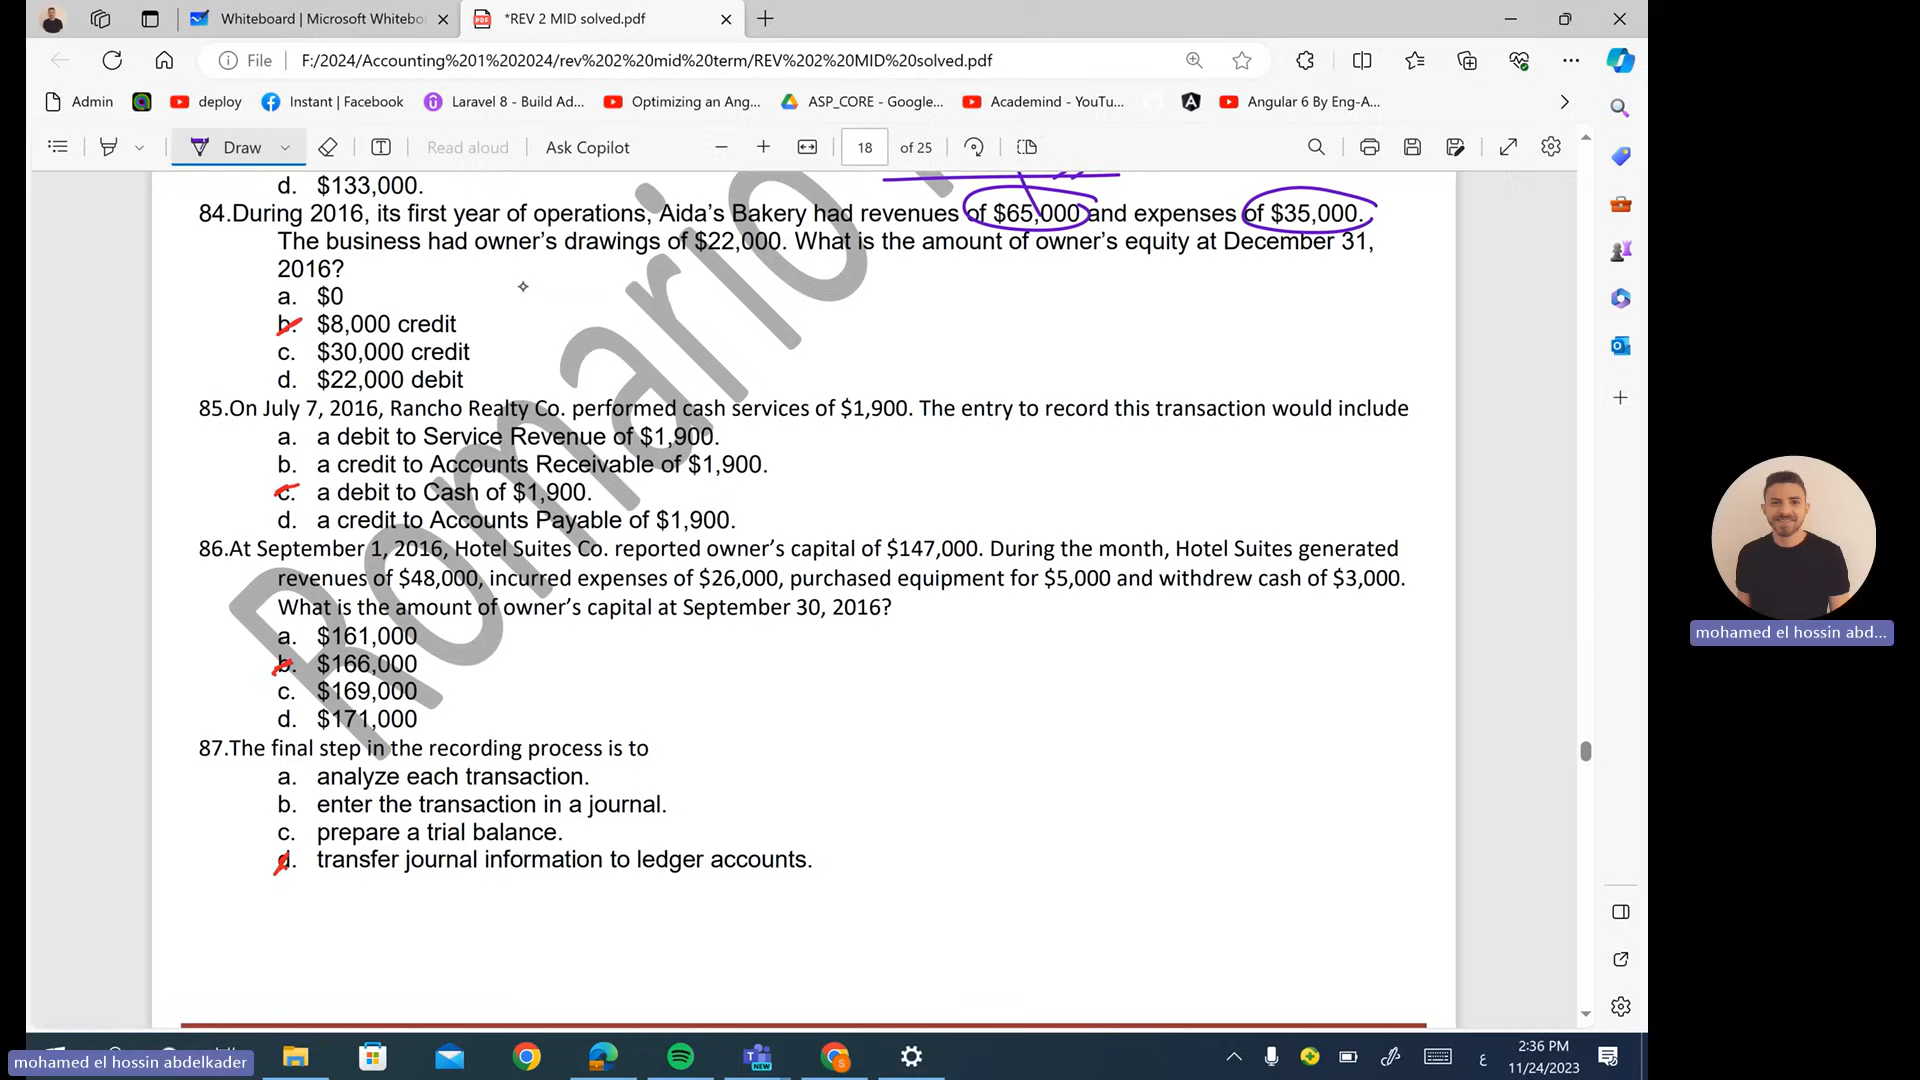 Whiteboard | Microsoft Whitebo
*REV 2 MID solved.pdf
File
F:/2024/Accounting%201%202024/rev%202%20mid%20term/REV%202%20MID%20solved.pdf
Admin
deploy
Instant | Facebook
Laravel 8 - Build Ad...
Optimizing an Ang...
ASP_CORE - Google...
Academind - YouTu...
Angular 6 By Eng-A...
Draw
Read aloud
Ask Copilot
18
of 25
d. $133,000.
84.During 2016, its first year of operations, Aida's Bakery had revenues of $65,000 and expenses of $35,000.
The business had owner's drawings of $22,000. What is the amount of owner's equity at December 31,
2016?
a. $0
b. $8,000 credit
c. $30,000 credit
d. $22,000 debit
85.On July 7, 2016, Rancho Realty Co. performed cash services of $1,900. The entry to record this transaction would include
a. a debit to Service Revenue of $1,900.
b. a credit to Accounts Receivable of $1,900.
c. a debit to Cash of $1,900.
d. a credit to Accounts Payable of $1,900.
86.At September 1, 2016, Hotel Suites Co. reported owner's capital of $147,000. During the month, Hotel Suites generated
revenues of $48,000, incurred expenses of $26,000, purchased equipment for $5,000 and withdrew cash of $3,000.
What is the amount of owner's capital at September 30, 2016?
a. $161,000
b. $166,000
c. $169,000
d. $171,000
87.The final step in the recording process is to
a. analyze each transaction.
b. enter the transaction in a journal.
c. prepare a trial balance.
d. transfer journal information to ledger accounts.
Romario
mohamed el hossin abd...
mohamed el hossin abdelkader
NEW
ع
2:36 PM
11/24/2023